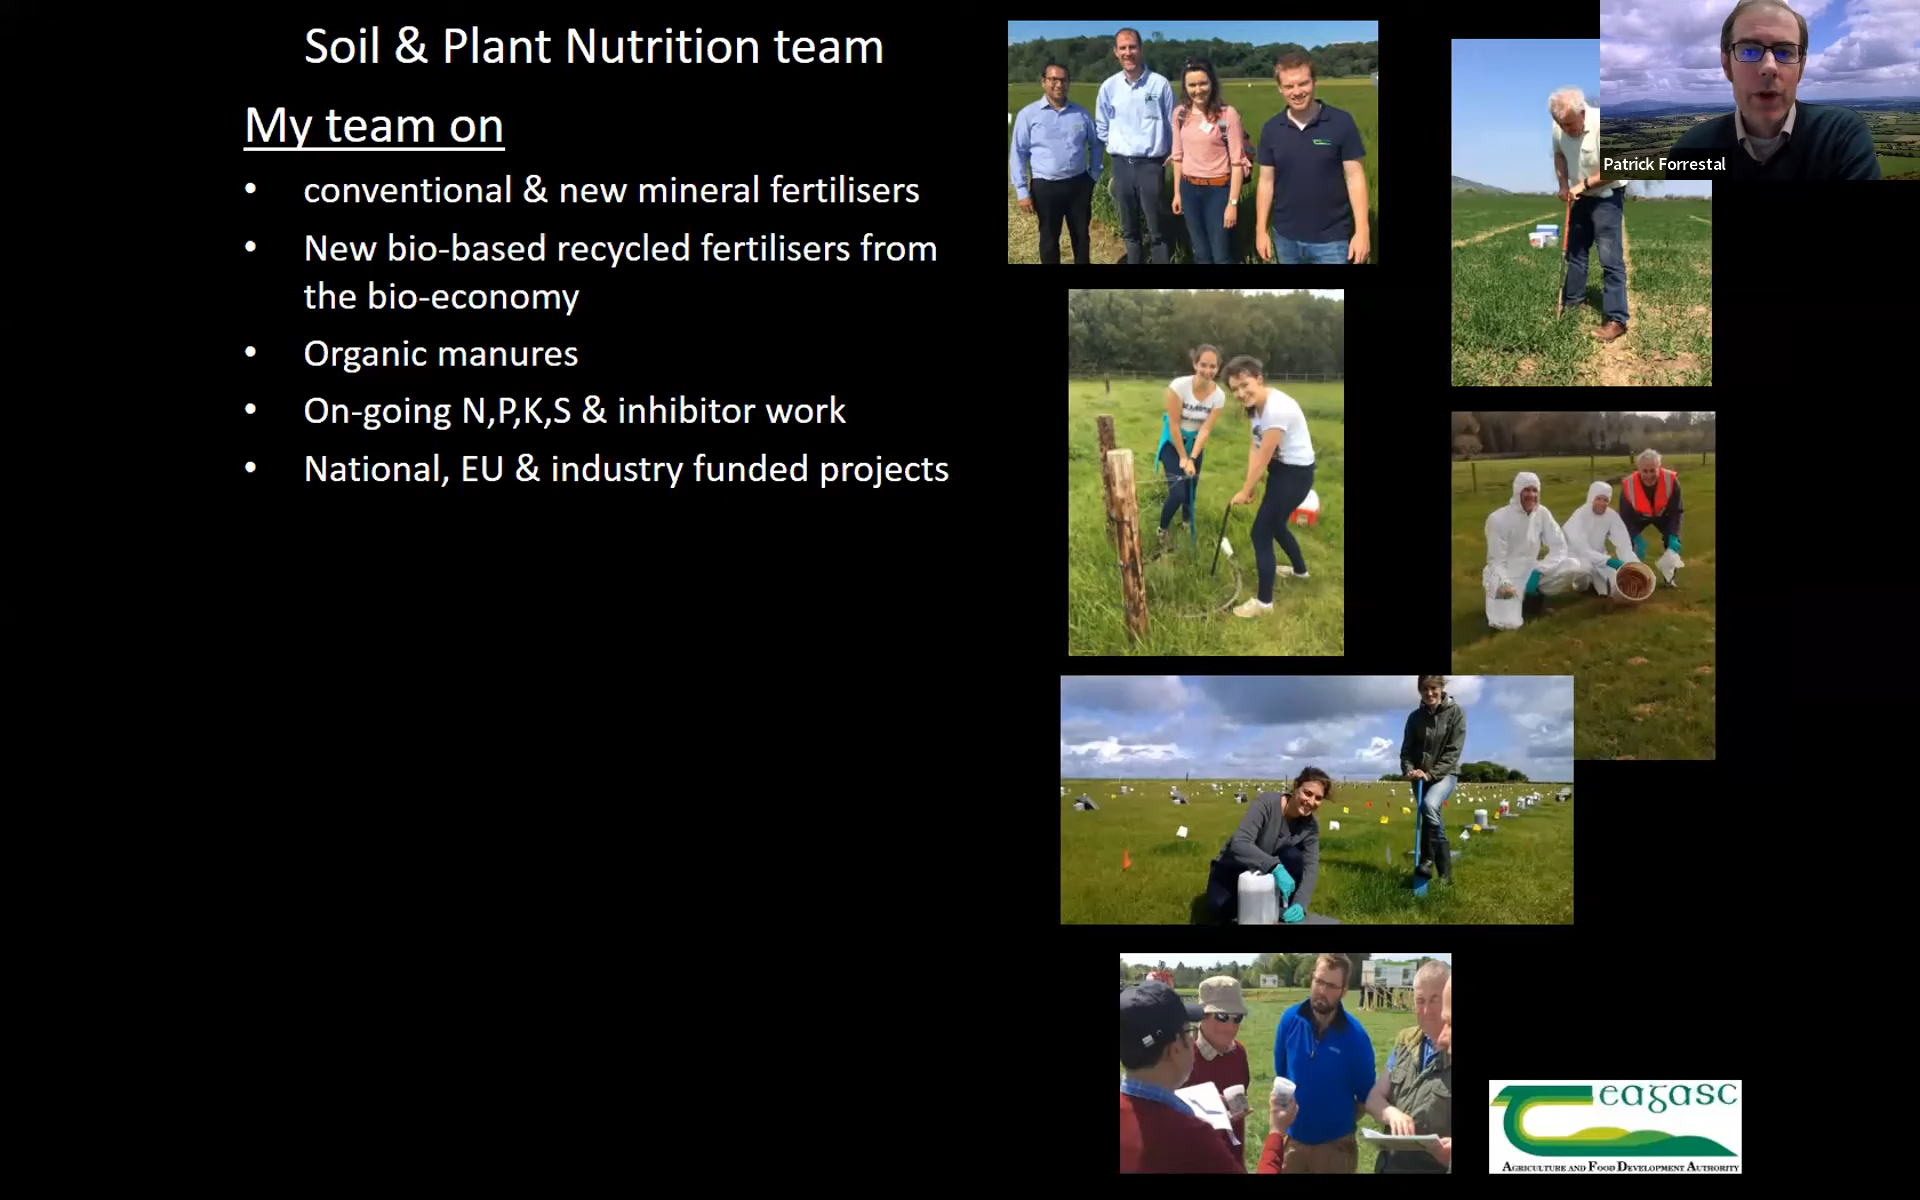 Soil & Plant Nutrition team
My team on
• conventional & new mineral fertilisers
• New bio-based recycled fertilisers from
the bio-economy
• Organic manures
• On-going N,P,K,S & inhibitor work
• National, EU & industry funded projects
Patrick Forrestal
eagasc
AGRICULTURE AND FOOD DEVELOPMENT AUTHORITY